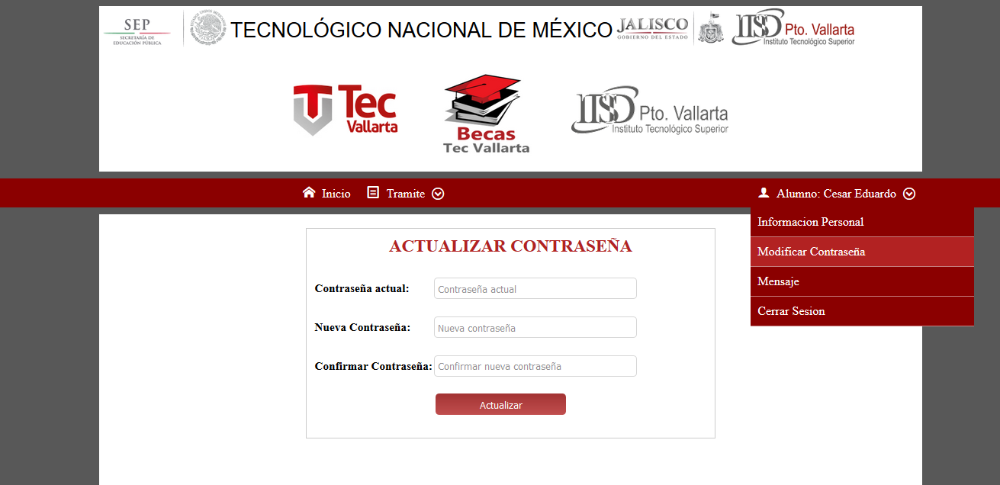 SEP
SECRETARÍA DE
EDUCACIÓN PÚBLICA
TECNOLÓGICO NACIONAL DE MÉXICO
JALISCO
GOBIERNO DEL ESTADO
ITS Pto. Vallarta
Instituto Tecnológico Superior
Tec
Vallarta
Becas
Tec Vallarta
ITS Pto. Vallarta
Instituto Tecnológico Superior
Inicio
Tramite
Alumno: Cesar Eduardo
Informacion Personal
Modificar Contraseña
Mensaje
Cerrar Sesion
ACTUALIZAR CONTRASEÑA
Contraseña actual: Contraseña actual
Nueva Contraseña: Nueva contraseña
Confirmar Contraseña: Confirmar nueva contraseña
Actualizar